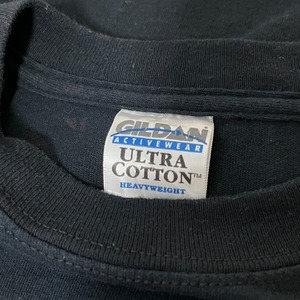 GILDAN
ACTIVEWEAR
ULTRA
COTTON™
HEAVYWEIGHT